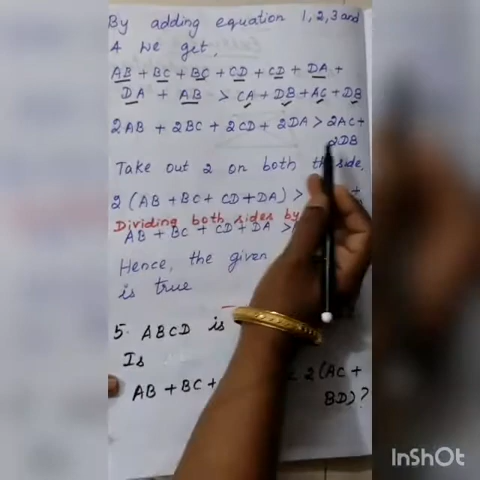 By adding equation 1, 2, 3 and
4 we get,
AB + BC + BC + CD + CD + DA +
DA + AB > CA + DB + AC + DB
2AB + 2BC + 2CD + 2DA > 2AC +
2DB
Take out 2 on both the side,
2 (AB + BC + CD + DA) > +
Dividing both sides by
AB + BC + CD + DA >
Hence, the given
is true
5. ABCD is
Is
AB + BC + < 2 (AC +
BD)?
InShOt